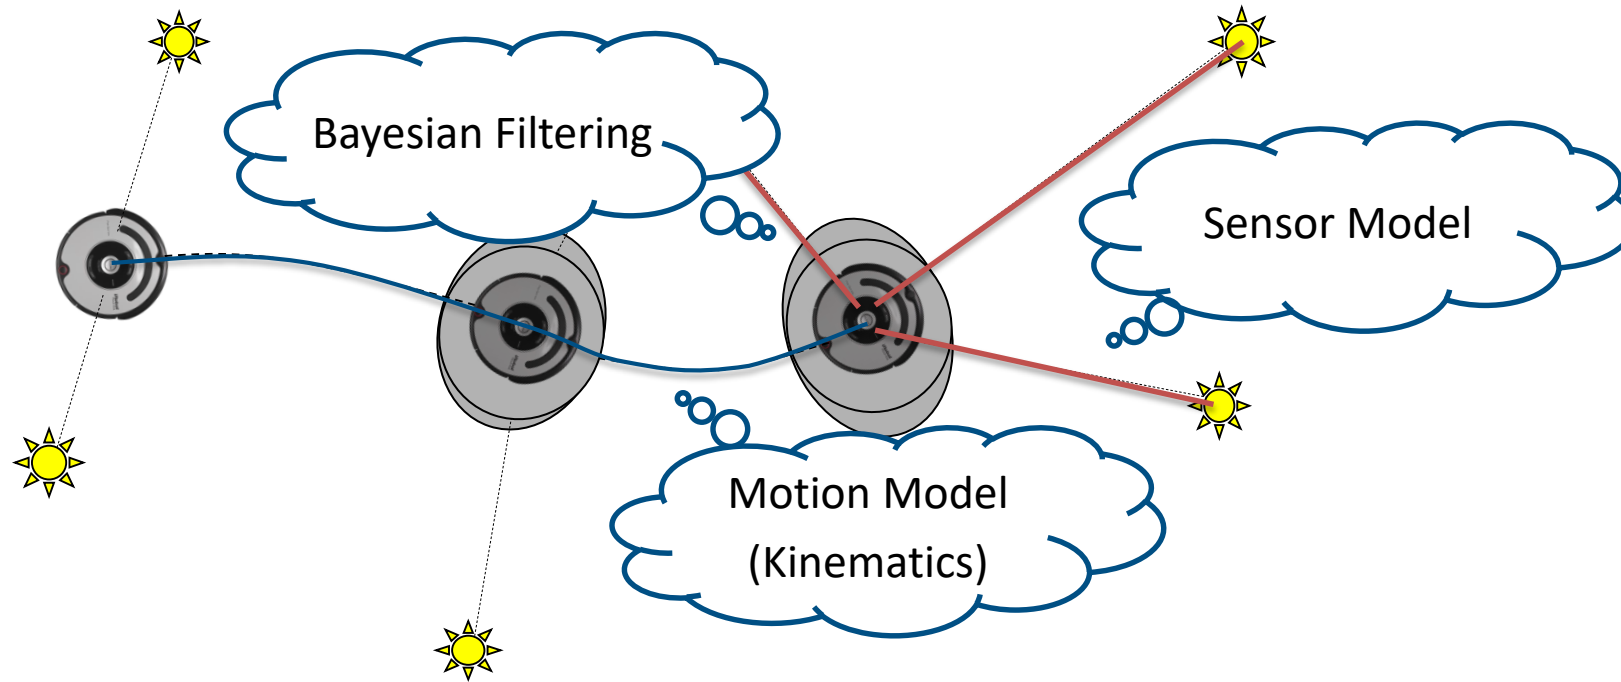 Bayesian Filtering
Sensor Model
Motion Model
(Kinematics)